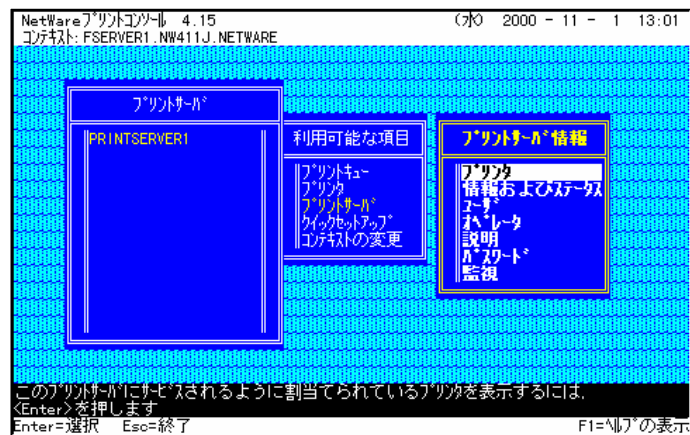 NetWareﾌﾟﾘﾝﾄｺﾝｿｰﾙ 4.15 (水) 2000 - 11 - 1 13:01
ｺﾝﾃｷｽﾄ: FSERVER1.NW411J.NETWARE
ﾌﾟﾘﾝﾄｻｰﾊﾞ
PRINTSERVER1
利用可能な項目
ﾌﾟﾘﾝﾄｷｭｰ
ﾌﾟﾘﾝﾀ
ﾌﾟﾘﾝﾄｻｰﾊﾞ
ｸｲｯｸｾｯﾄｱｯﾌﾟ
ｺﾝﾃｷｽﾄの変更
ﾌﾟﾘﾝﾄｻｰﾊﾞ情報
ﾌﾟﾘﾝﾀ
情報およびｽﾃｰﾀｽ
ﾕｰｻﾞ
ｵﾍﾟﾚｰﾀ
説明
ﾊﾟｽﾜｰﾄﾞ
監視
このﾌﾟﾘﾝﾄｻｰﾊﾞにｻｰﾋﾞｽされるように割当てられているﾌﾟﾘﾝﾀを表示するには,
<Enter>を押します
Enter=選択 Esc=終了 F1=ﾍﾙﾌﾟの表示